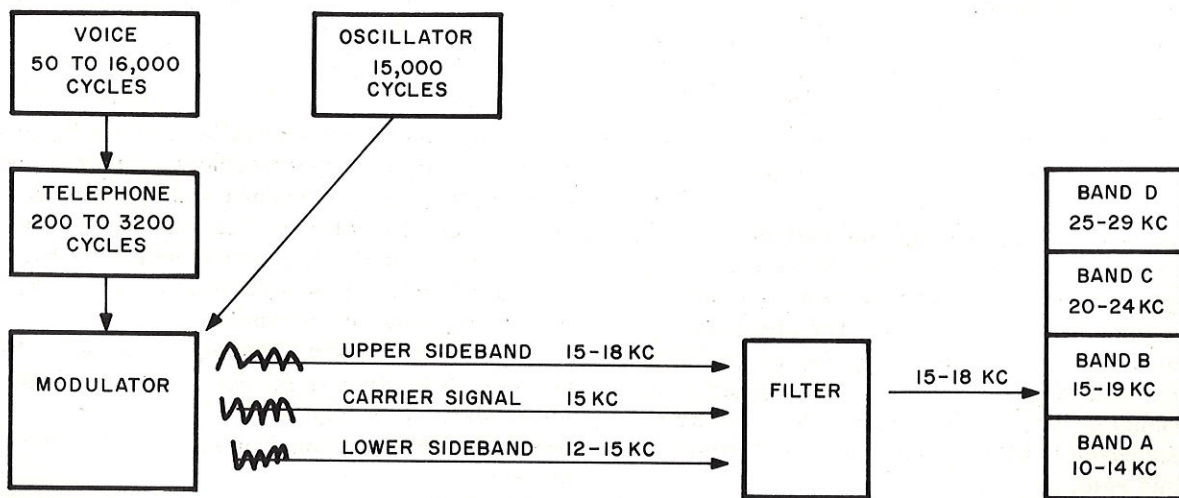 VOICE
50 TO 16,000
CYCLES
OSCILLATOR
15,000
CYCLES
TELEPHONE
200 TO 3200
CYCLES
MODULATOR
UPPER SIDEBAND 15-18 KC
CARRIER SIGNAL 15 KC
LOWER SIDEBAND 12-15 KC
FILTER
15-18 KC
BAND D
25-29 KC
BAND C
20-24 KC
BAND B
15-19 KC
BAND A
10-14 KC